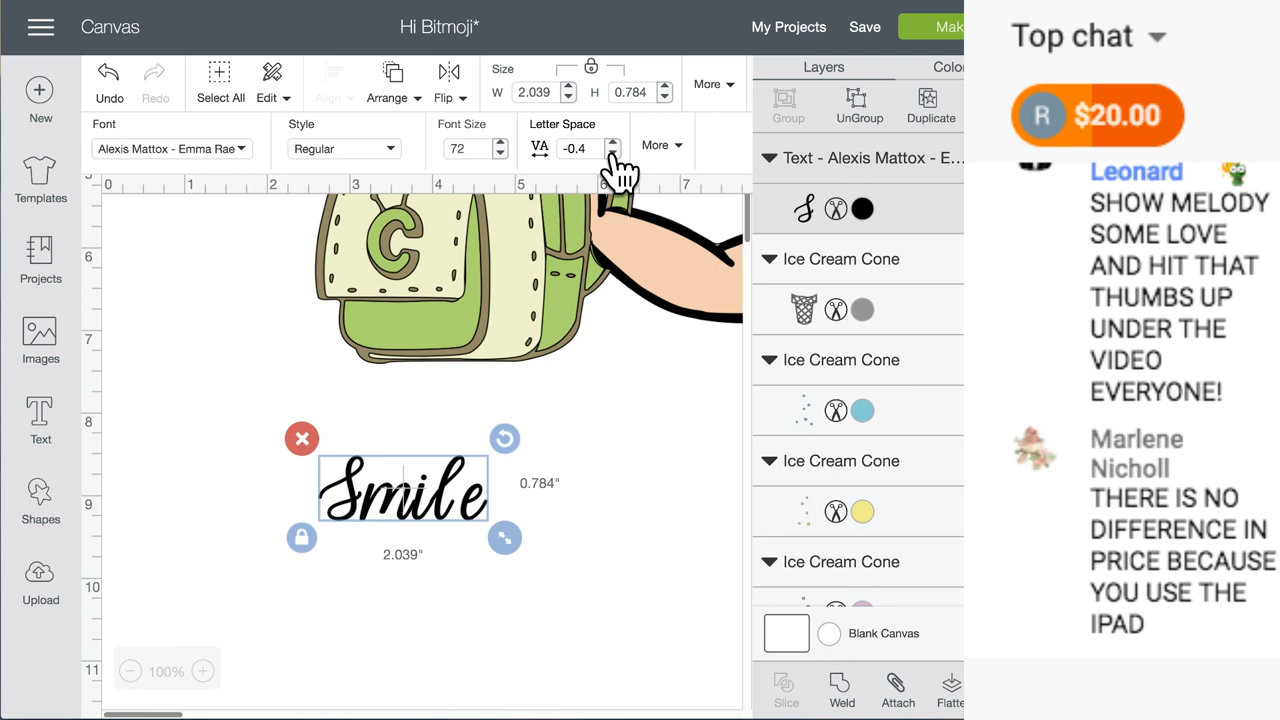 Canvas
Hi Bitmoji*
My Projects
Save
Mak
New
Templates
Projects
Images
Text
Shapes
Upload
Undo
Redo
Select All
Edit
Align
Arrange
Flip
Size
W 2.039
H 0.784
More
Font
Alexis Mattox - Emma Rae
Style
Regular
Font Size
72
Letter Space
VA -0.4
More
0 1 2 3 4 5 6 7
6
7
8
9
10
11
C
Smile
0.784"
2.039"
100%
Layers
Color
Group
UnGroup
Duplicate
Text - Alexis Mattox - E...
S
Ice Cream Cone
Ice Cream Cone
Ice Cream Cone
Ice Cream Cone
Blank Canvas
Slice
Weld
Attach
Flatte
Top chat
R $20.00
Leonard
SHOW MELODY
SOME LOVE
AND HIT THAT
THUMBS UP
UNDER THE
VIDEO
EVERYONE!
Marlene
Nicholl
THERE IS NO
DIFFERENCE IN
PRICE BECAUSE
YOU USE THE
IPAD